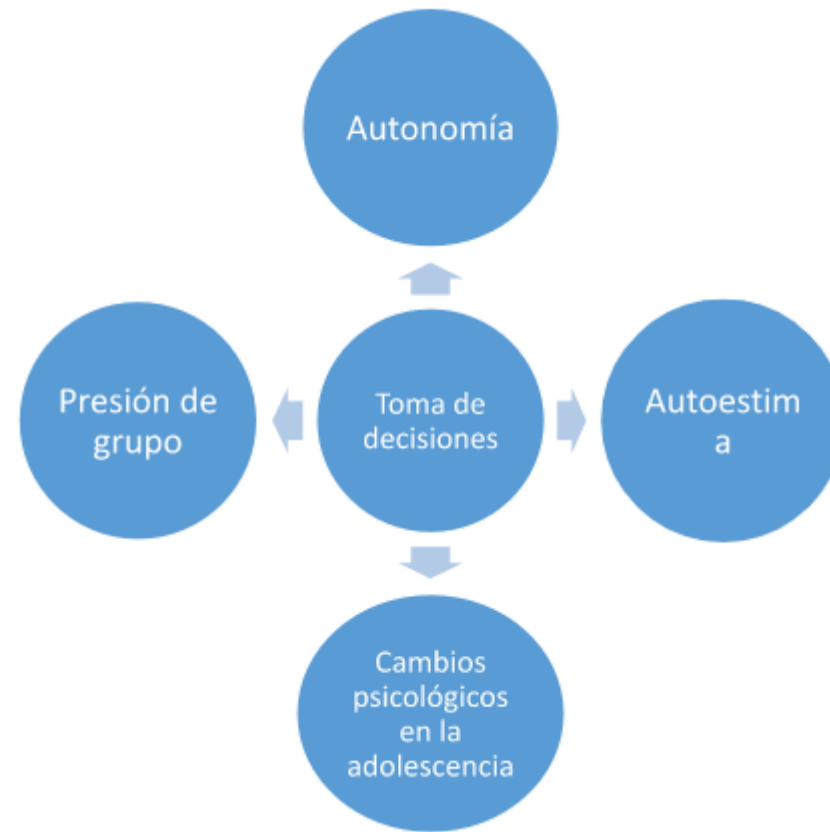 Autonomía
Presión de
grupo
Toma de
decisiones
Autoestim
a
Cambios
psicológicos
en la
adolescencia